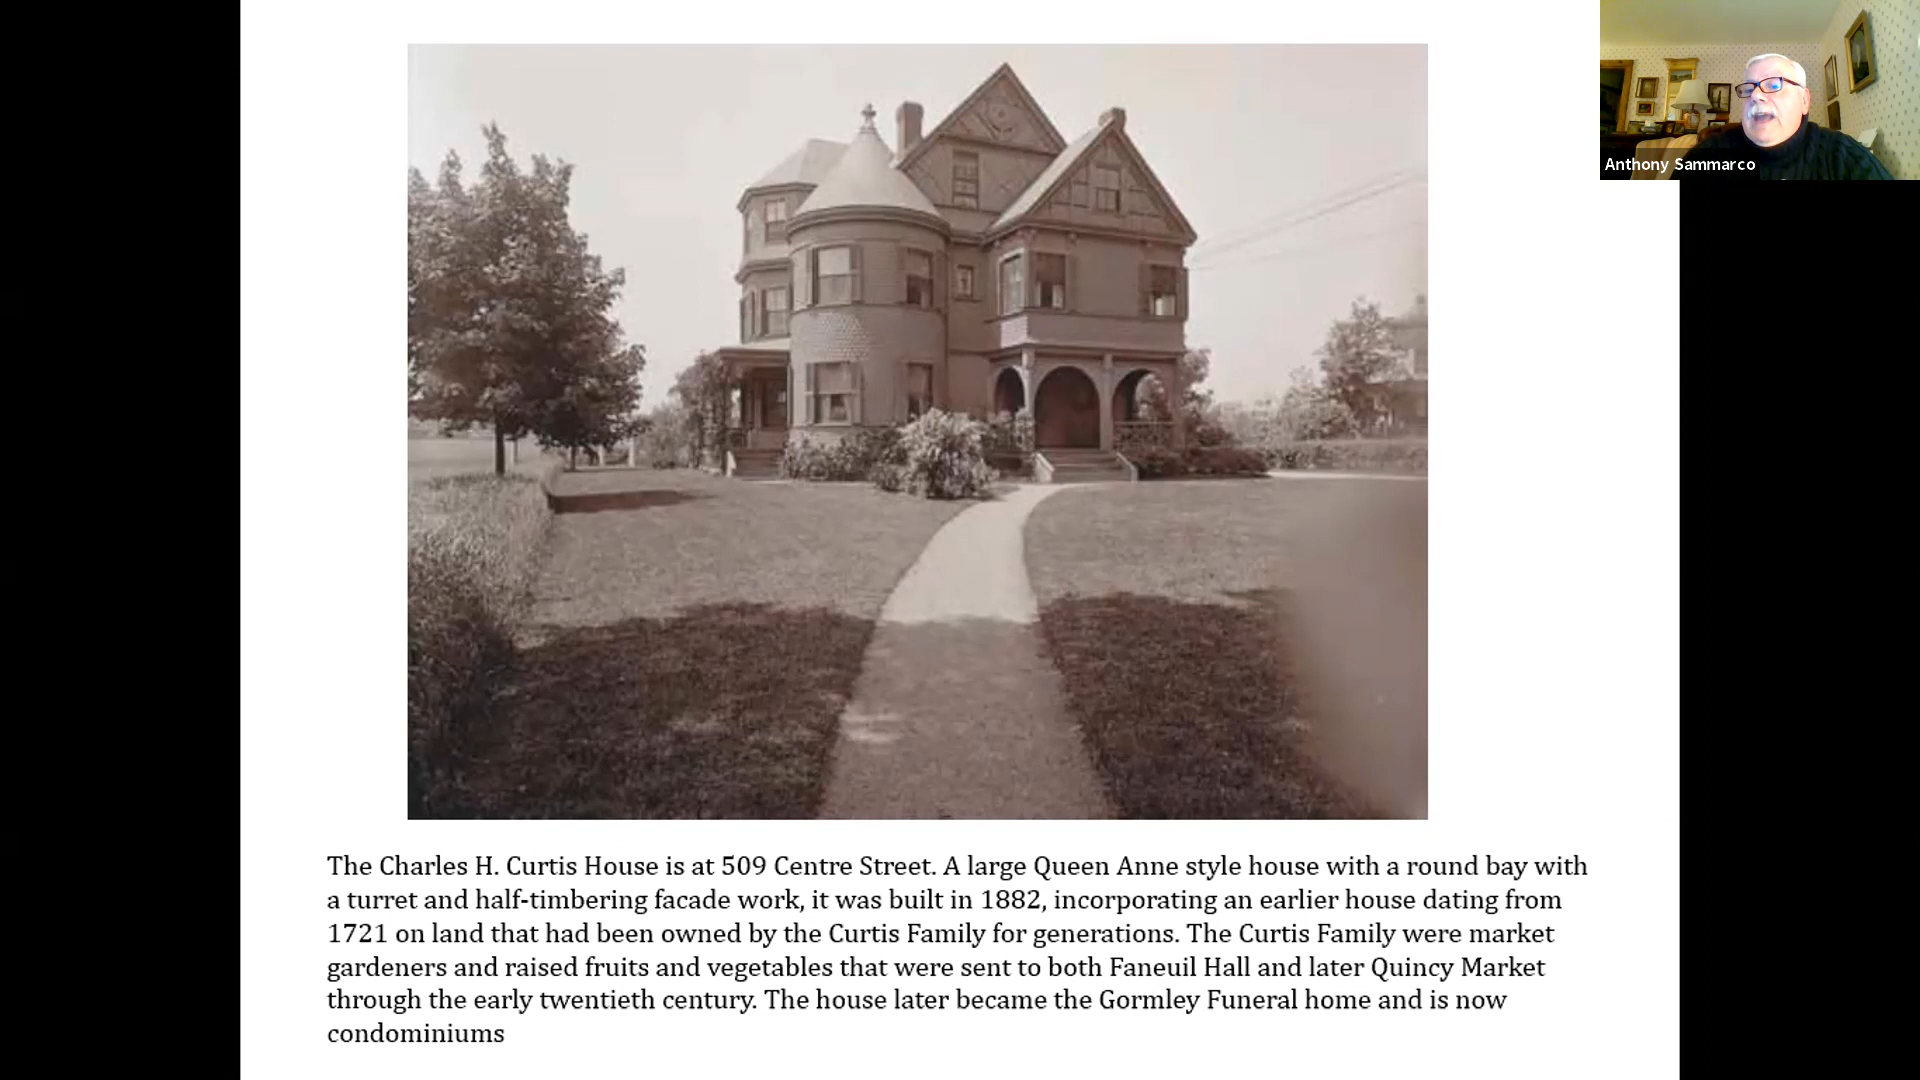 Anthony Sammarco
The Charles H. Curtis House is at 509 Centre Street. A large Queen Anne style house with a round bay with
a turret and half-timbering facade work, it was built in 1882, incorporating an earlier house dating from
1721 on land that had been owned by the Curtis Family for generations. The Curtis Family were market
gardeners and raised fruits and vegetables that were sent to both Faneuil Hall and later Quincy Market
through the early twentieth century. The house later became the Gormley Funeral home and is now
condominiums